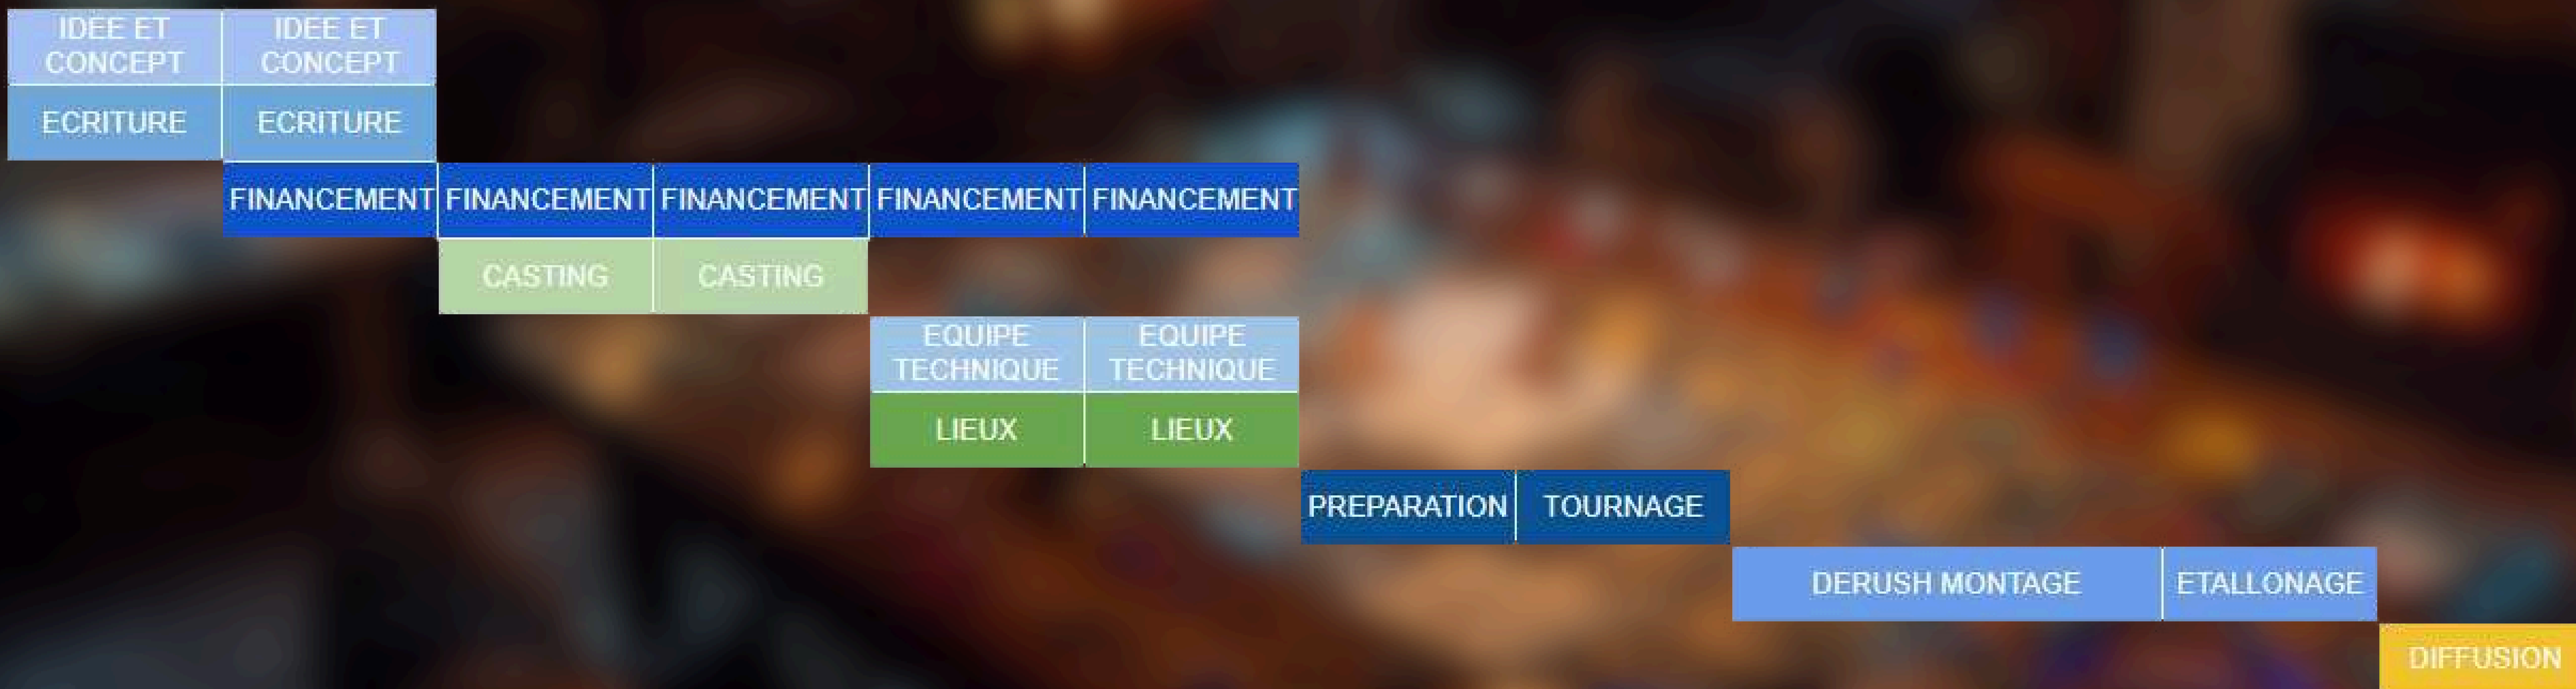 IDEE ET IDEE ET
CONCEPT CONCEPT
ECRITURE ECRITURE
FINANCEMENT FINANCEMENT FINANCEMENT FINANCEMENT FINANCEMENT
CASTING CASTING
EQUIPE EQUIPE
TECHNIQUE TECHNIQUE
LIEUX LIEUX
PREPARATION TOURNAGE
DERUSH MONTAGE ETALLONAGE
DIFFUSION